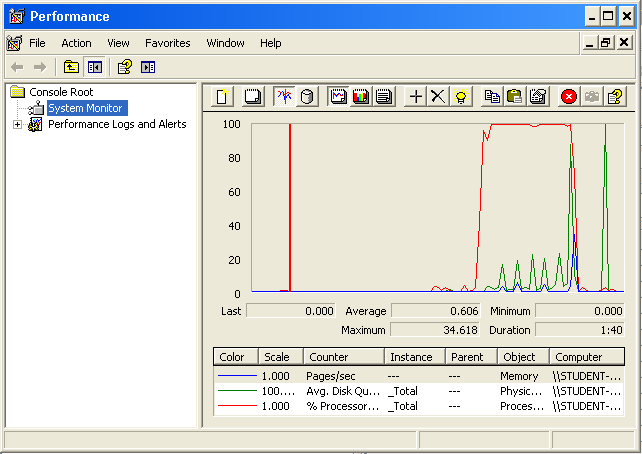 Performance
File Action View Favorites Window Help
Console Root
System Monitor
Performance Logs and Alerts
100
80
60
40
20
0
Last 0.000 Average 0.606 Minimum 0.000
Maximum 34.618 Duration 1:40
Color Scale Counter Instance Parent Object Computer
1.000 Pages/sec --- --- Memory \\STUDENT-...
100.... Avg. Disk Qu... _Total --- Physic... \\STUDENT-...
1.000 % Processor... _Total --- Proces... \\STUDENT-...